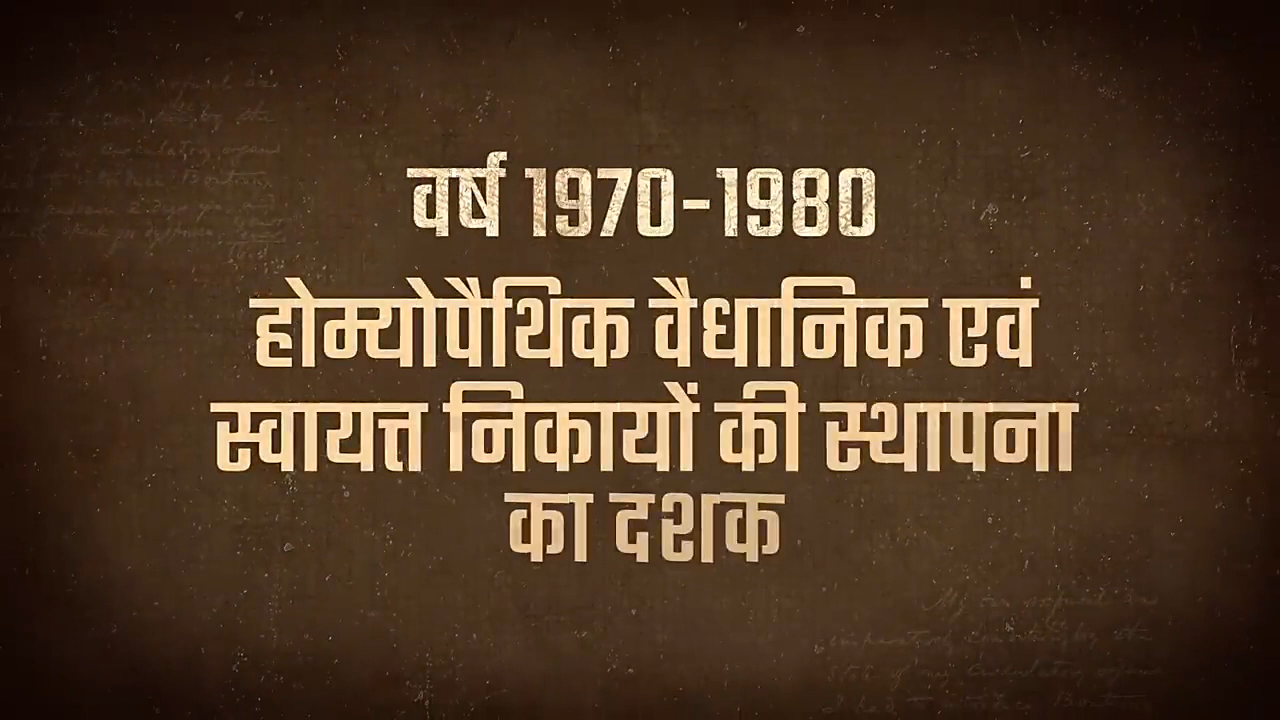 वर्ष 1970-1980
होम्योपैथिक वैधानिक एवं
स्वायत्त निकायों की स्थापना
का दशक